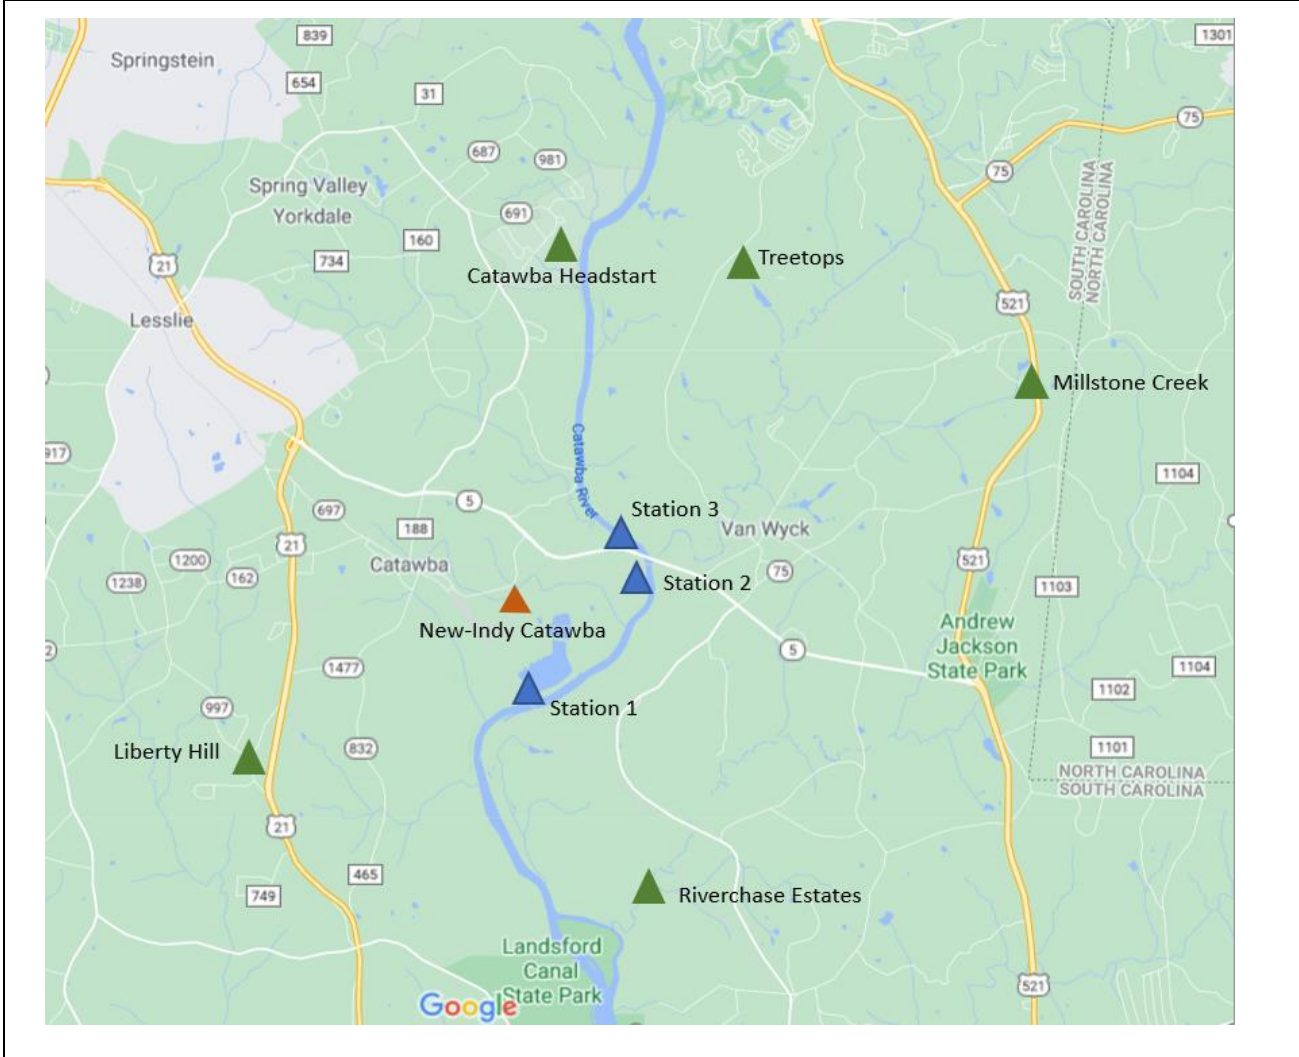 839
1301
Springstein
654
31
75
687
981
75
Spring Valley
Yorkdale
691
SOUTH CAROLINA
NORTH CAROLINA
160
734
21
Catawba Headstart
Treetops
521
Lesslie
Millstone Creek
Catawba River
917
1104
5
697
Station 3
188
Van Wyck
21
1200
Catawba
521
1238
162
Station 2
75
1103
New-Indy Catawba
Andrew
Jackson
State Park
2
1477
5
1104
1102
997
Station 1
Liberty Hill
832
1101
NORTH CAROLINA
SOUTH CAROLINA
21
465
749
Riverchase Estates
Landsford
Canal
State Park
Google
521